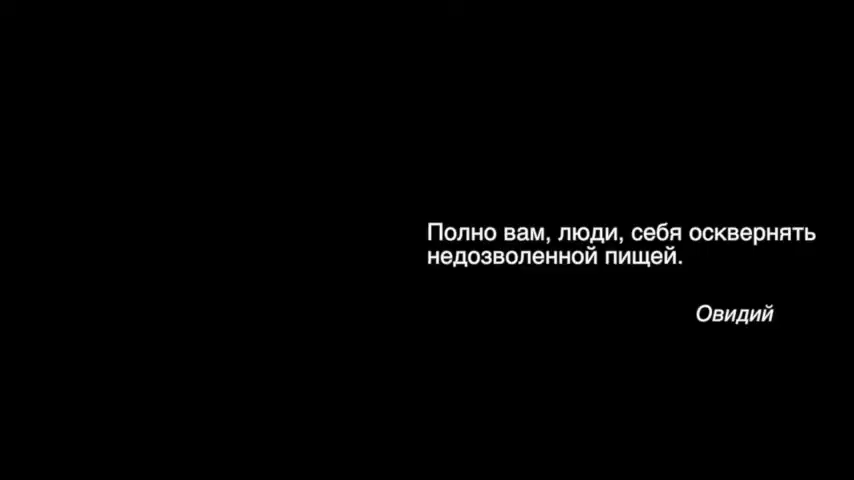 Полно вам, люди, себя осквернять
недозволенной пищей.
Овидий